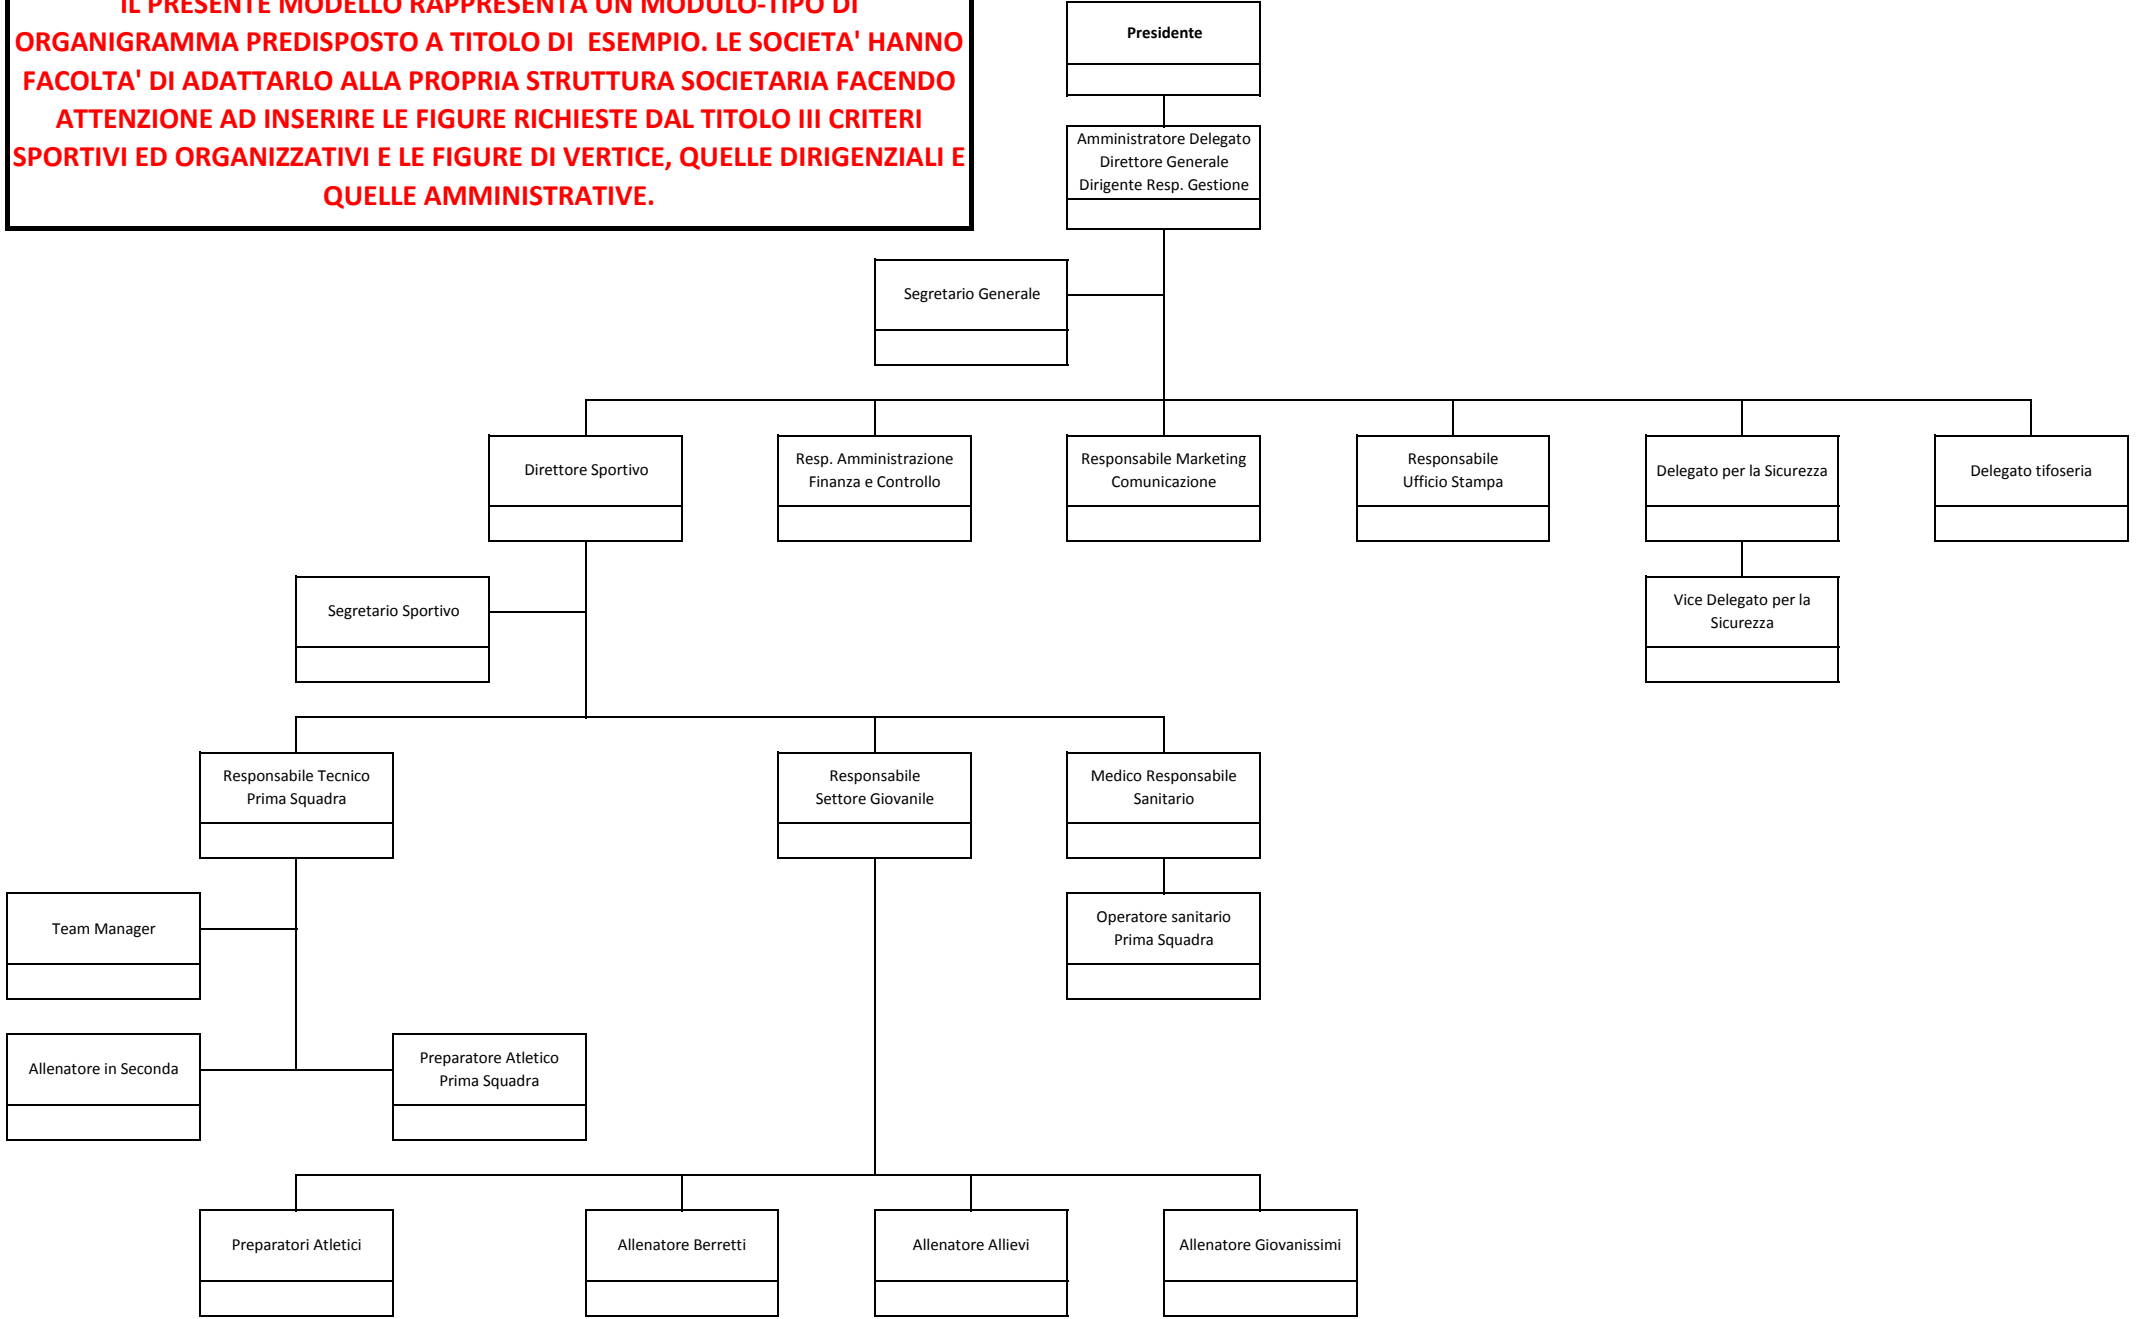 IL PRESENTE MODELLO RAPPRESENTA UN MODULO-TIPO DI
ORGANIGRAMMA PREDISPOSTO A TITOLO DI ESEMPIO. LE SOCIETA' HANNO
FACOLTA' DI ADATTARLO ALLA PROPRIA STRUTTURA SOCIETARIA FACENDO
ATTENZIONE AD INSERIRE LE FIGURE RICHIESTE DAL TITOLO III CRITERI
SPORTIVI ED ORGANIZZATIVI E LE FIGURE DI VERTICE, QUELLE DIRIGENZIALI E
QUELLE AMMINISTRATIVE.
Presidente
Amministratore Delegato
Direttore Generale
Dirigente Resp. Gestione
Segretario Generale
Direttore Sportivo
Resp. Amministrazione
Finanza e Controllo
Responsabile Marketing
Comunicazione
Responsabile
Ufficio Stampa
Delegato per la Sicurezza
Delegato tifoseria
Segretario Sportivo
Vice Delegato per la
Sicurezza
Responsabile Tecnico
Prima Squadra
Responsabile
Settore Giovanile
Medico Responsabile
Sanitario
Team Manager
Operatore sanitario
Prima Squadra
Allenatore in Seconda
Preparatore Atletico
Prima Squadra
Preparatori Atletici
Allenatore Berretti
Allenatore Allievi
Allenatore Giovanissimi